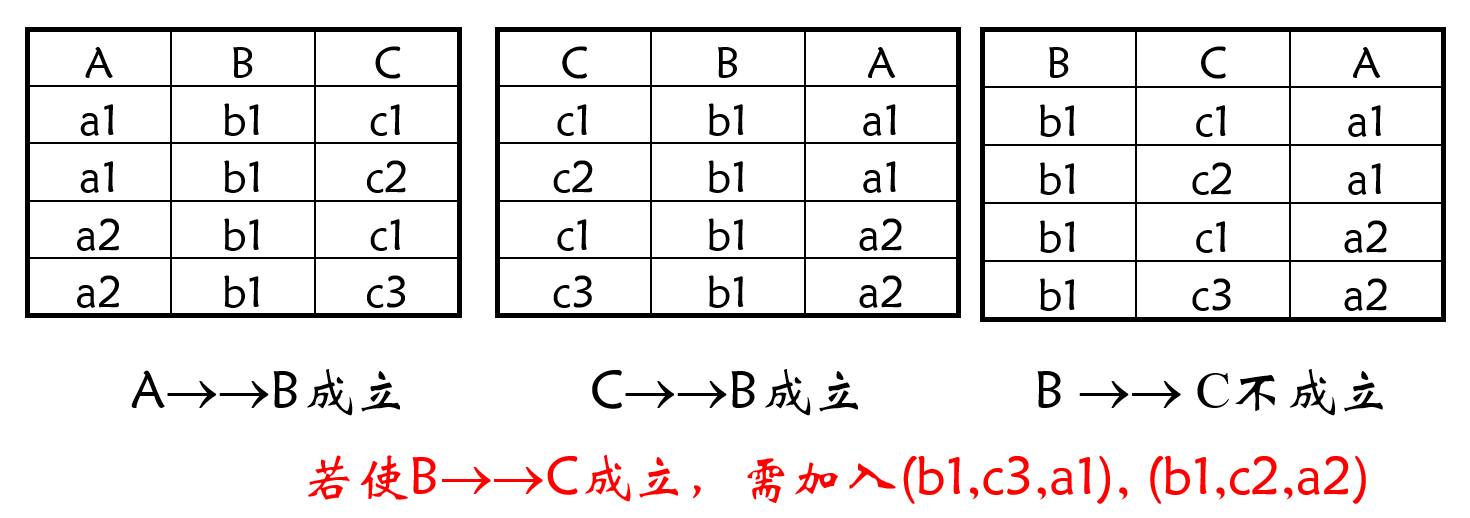 A B C C B A B C A
a1 b1 c1 c1 b1 a1 b1 c1 a1
a1 b1 c2 c2 b1 a1 b1 c2 a1
a2 b1 c1 c1 b1 a2 b1 c1 a2
a2 b1 c3 c3 b1 a2 b1 c3 a2
A→→B成立 C→→B成立 B →→ C不成立
若使B→→C成立，需加入(b1,c3,a1), (b1,c2,a2)